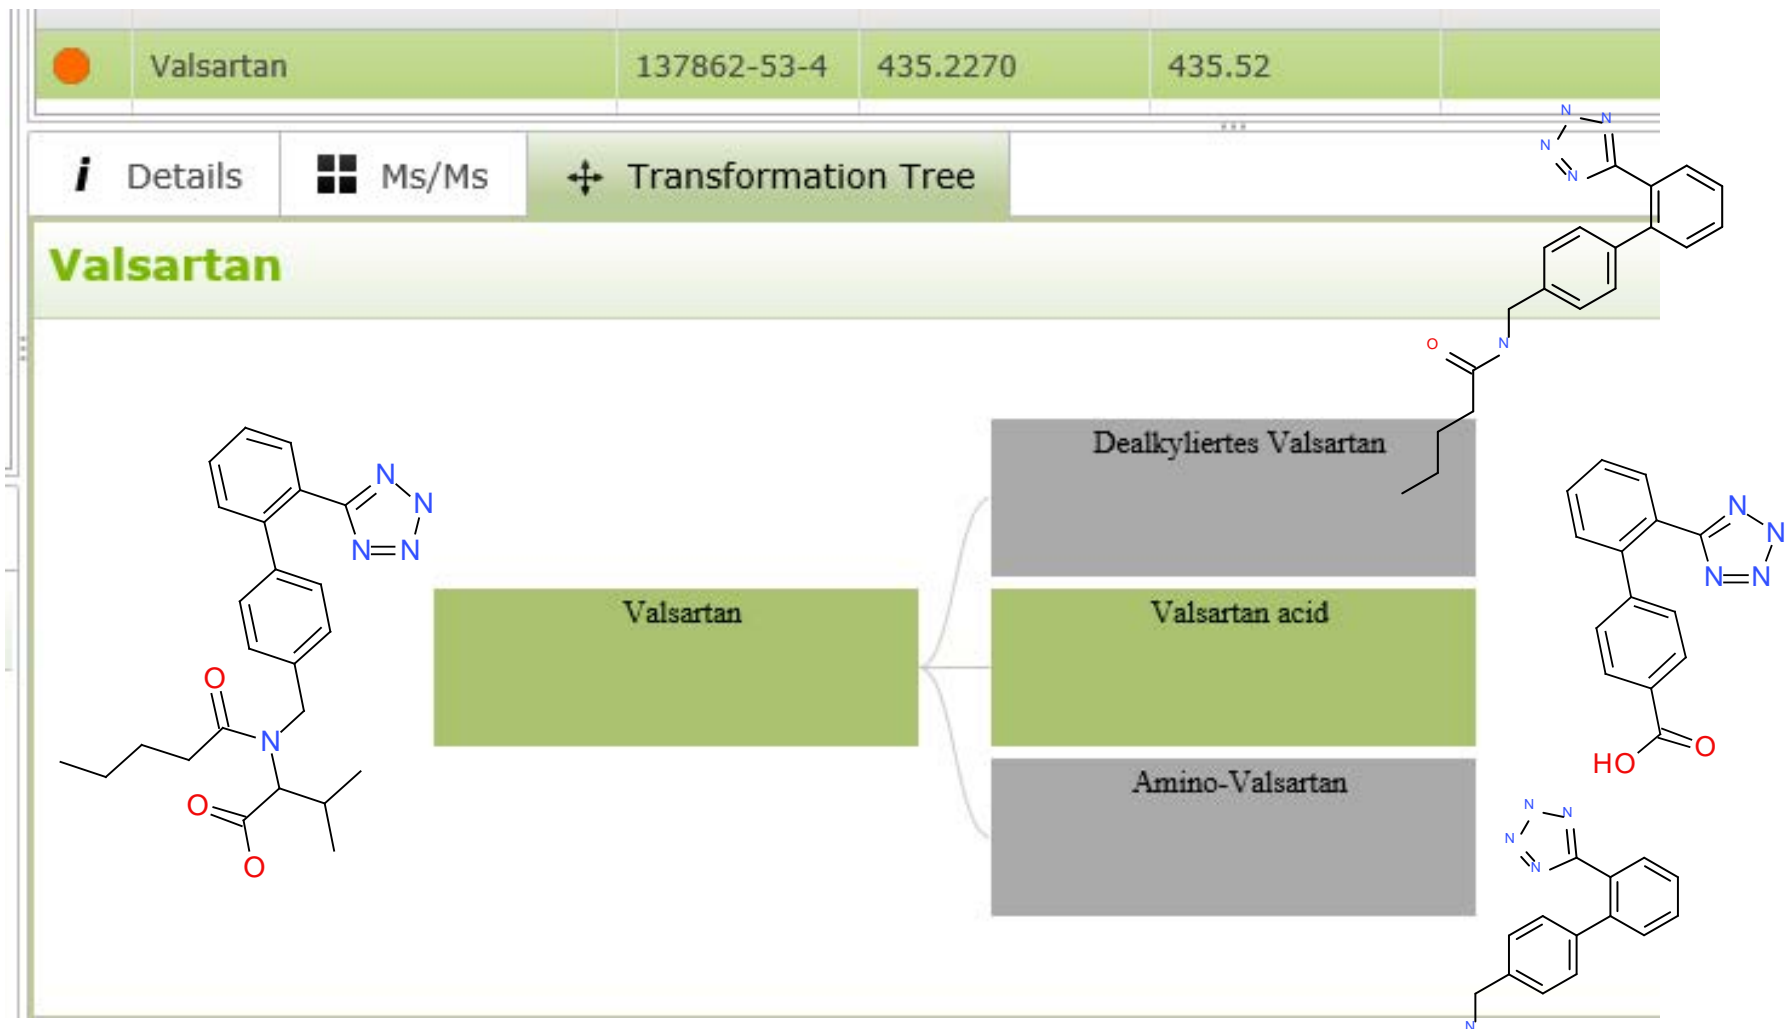 Valsartan 137862-53-4 435.2270 435.52
i Details Ms/Ms Transformation Tree
Valsartan
Dealkyliertes Valsartan
Valsartan
Valsartan acid
Amino-Valsartan
N N
N
N
N
O
N
N
N N
N
O
O
O
N
N
N N
HO O
N N
N
N
N